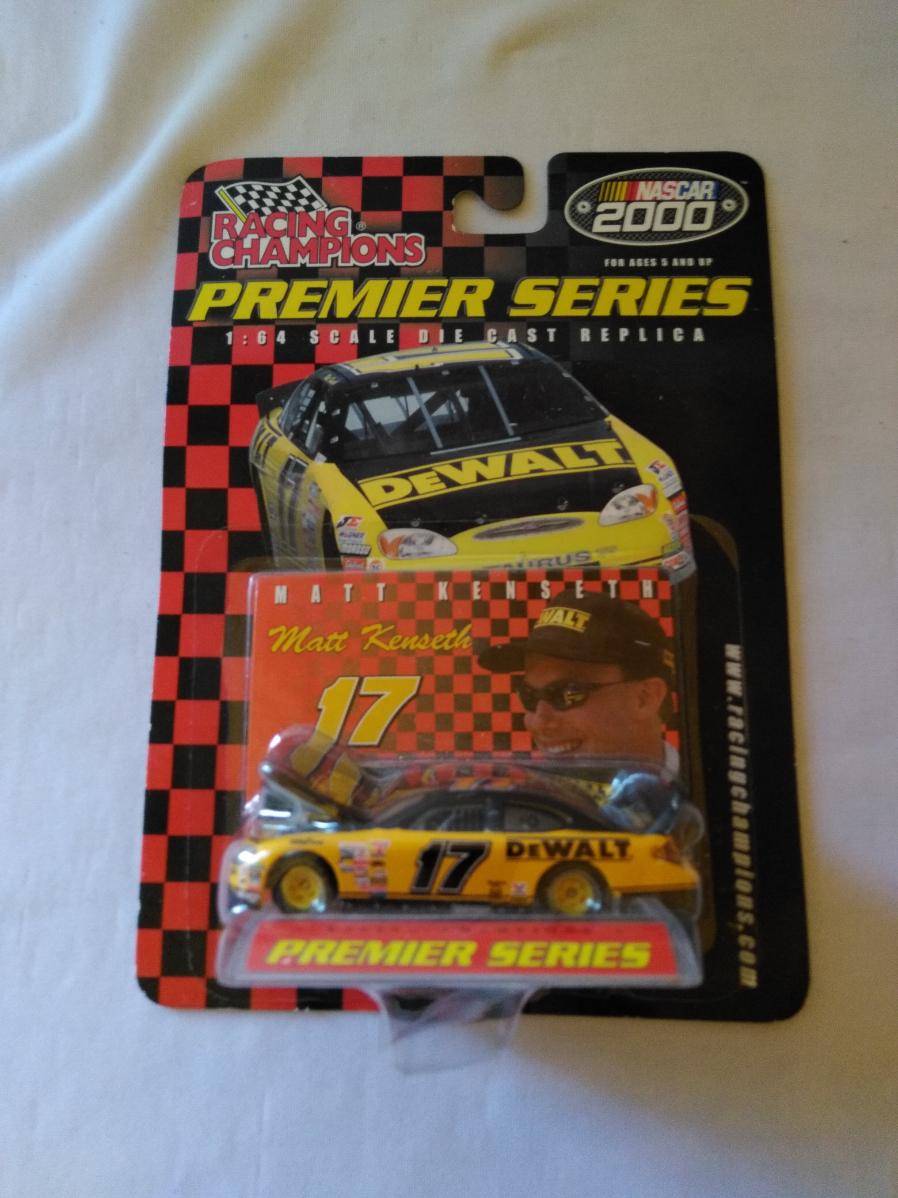 RACING
CHAMPIONS®
NASCAR
2000
FOR AGES 5 AND UP
PREMIER SERIES
1:64 SCALE DIE CAST REPLICA
DEWALT
TAURUS
MATT KENSETH
Matt Kenseth
17
DEWALT
www.racingchampions.com
17
DEWALT
PREMIER SERIES